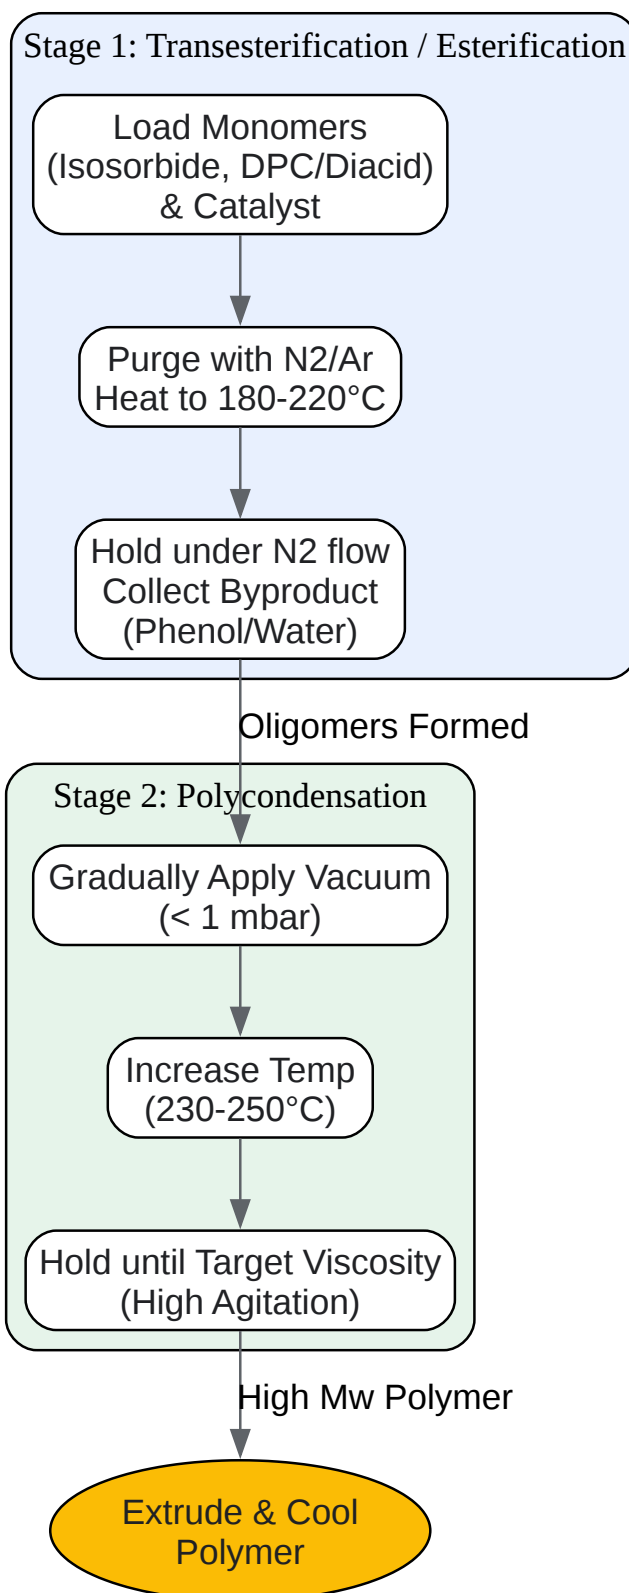 Stage 1: Transesterification / Esterification
Load Monomers
(Isosorbide, DPC/Diacid)
& Catalyst
Purge with N2/Ar
Heat to 180-220°C
Hold under N2 flow
Collect Byproduct
(Phenol/Water)
Oligomers Formed
Stage 2: Polycondensation
Gradually Apply Vacuum
(< 1 mbar)
Increase Temp
(230-250°C)
Hold until Target Viscosity
(High Agitation)
High Mw Polymer
Extrude & Cool
Polymer